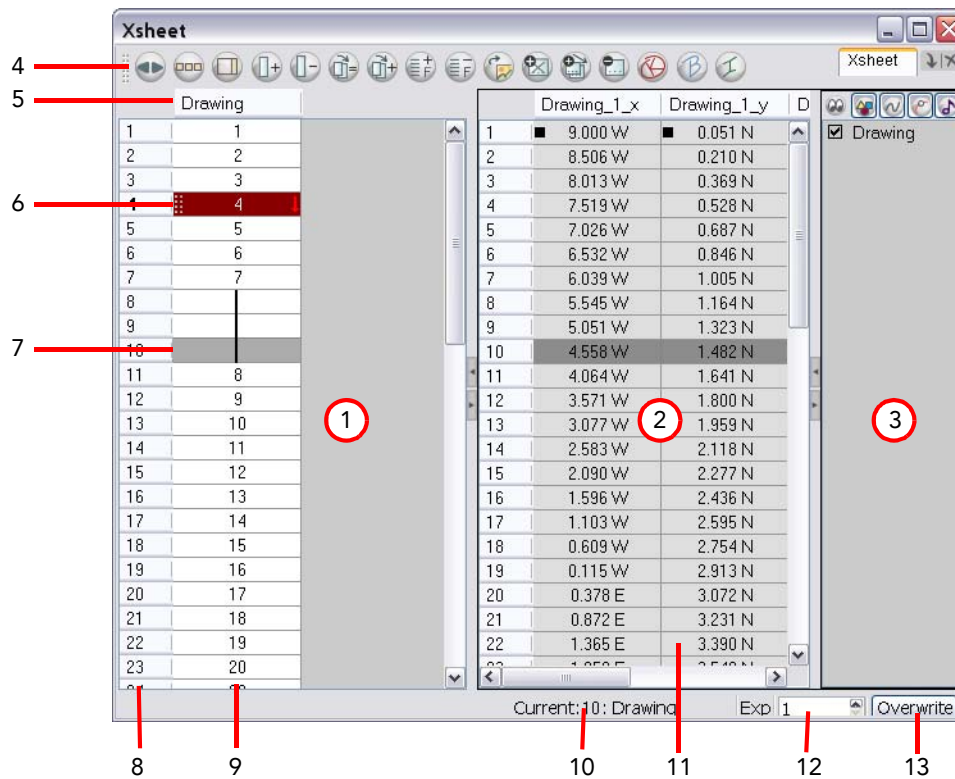 Xsheet
4
Xsheet
5 Drawing Drawing_1_x Drawing_1_y D
1 1 1 9.000 W 0.051 N Drawing
2 2 2 8.506 W 0.210 N
3 3 3 8.013 W 0.369 N
6 4 4 4 7.519 W 0.528 N
5 5 5 7.026 W 0.687 N
6 6 6 6.532 W 0.846 N
7 7 7 6.039 W 1.005 N
8 8 5.545 W 1.164 N
9 9 5.051 W 1.323 N
7 10 10 4.558 W 1.482 N
11 8 11 4.064 W 1.641 N
12 9 12 3.571 W 1.800 N
13 10 1 13 3.077 W 2 1.959 N 3
14 11 14 2.583 W 2.118 N
15 12 15 2.090 W 2.277 N
16 13 16 1.596 W 2.436 N
17 14 17 1.103 W 2.595 N
18 15 18 0.609 W 2.754 N
19 16 19 0.115 W 2.913 N
20 17 20 0.378 E 3.072 N
21 18 21 0.872 E 3.231 N
22 19 22 1.365 E 3.390 N
23 20
Current: 10: Drawing Exp 1 Overwrite
8 9 10 11 12 13